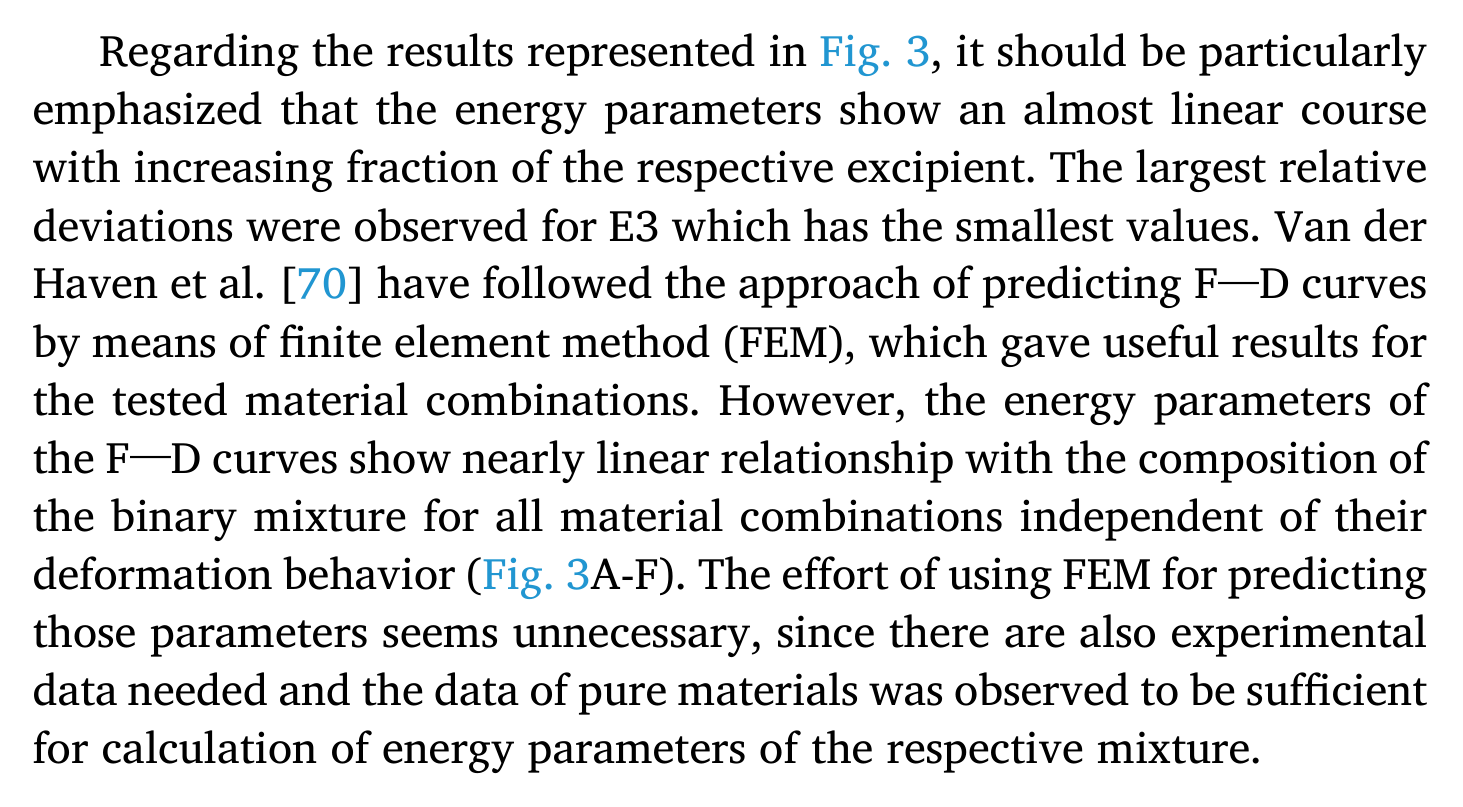 Regarding the results represented in Fig. 3, it should be particularly
emphasized that the energy parameters show an almost linear course
with increasing fraction of the respective excipient. The largest relative
deviations were observed for E3 which has the smallest values. Van der
Haven et al. [70] have followed the approach of predicting F—D curves
by means of finite element method (FEM), which gave useful results for
the tested material combinations. However, the energy parameters of
the F—D curves show nearly linear relationship with the composition of
the binary mixture for all material combinations independent of their
deformation behavior (Fig. 3A-F). The effort of using FEM for predicting
those parameters seems unnecessary, since there are also experimental
data needed and the data of pure materials was observed to be sufficient
for calculation of energy parameters of the respective mixture.